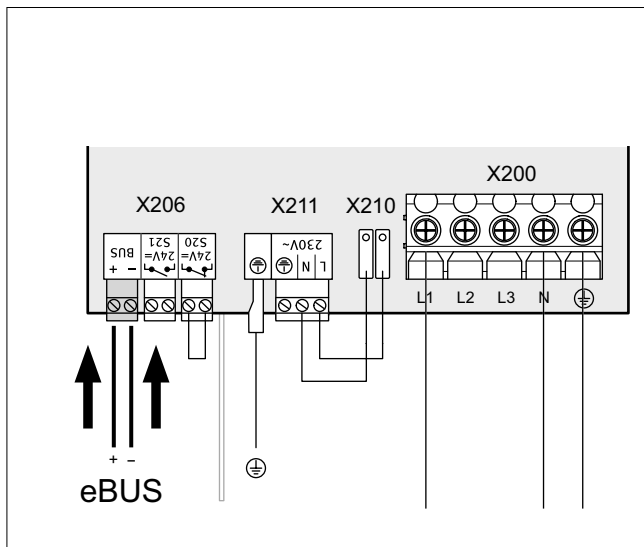 X200
X206 X211 X210
BUS
+ −
S21
24V=
S20
24V=
230V~
N L
L1 L2 L3 N
+ −
eBUS